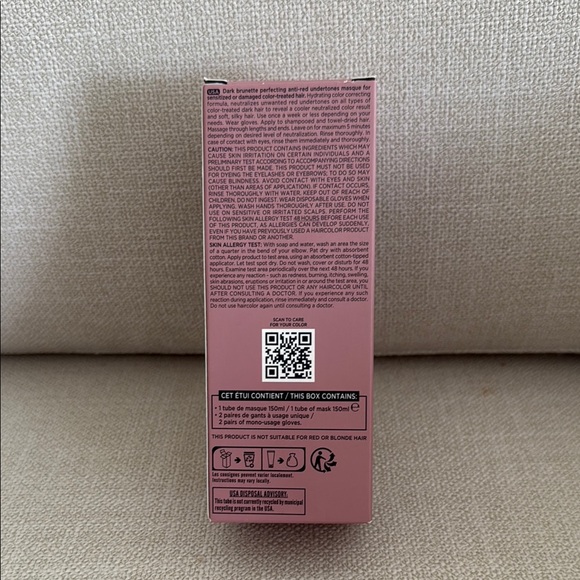 USA Dark brunette perfecting anti-red undertones masque for
sensitized or damaged color-treated hair. Hydrating color correcting
formula, neutralizes unwanted red undertones on all types of
color-treated dark hair to reveal a cooler neutralized color result
and soft, silky hair. Use once a week or less depending on your
needs. Wear gloves. Apply to shampooed and towel-dried hair.
Massage through lengths and ends. Leave on for maximum 5 minutes
depending on desired level of neutralization. Rinse thoroughly. In
case of contact with eyes, rinse them immediately and thoroughly.
CAUTION: THIS PRODUCT CONTAINS INGREDIENTS WHICH MAY
CAUSE SKIN IRRITATION ON CERTAIN INDIVIDUALS AND A
PRELIMINARY TEST ACCORDING TO ACCOMPANYING DIRECTIONS
SHOULD FIRST BE MADE. THIS PRODUCT MUST NOT BE USED
FOR DYEING THE EYELASHES OR EYEBROWS; TO DO SO MAY
CAUSE BLINDNESS. AVOID CONTACT WITH EYES AND SKIN
(OTHER THAN AREAS OF APPLICATION). IF CONTACT OCCURS,
RINSE THOROUGHLY WITH WATER. KEEP OUT OF REACH OF
CHILDREN. DO NOT INGEST. WEAR DISPOSABLE GLOVES WHEN
APPLYING. WASH HANDS THOROUGHLY AFTER USE. DO NOT
USE ON SENSITIVE OR IRRITATED SCALPS. PERFORM THE
FOLLOWING SKIN ALLERGY TEST 48 HOURS BEFORE EACH USE
OF THIS PRODUCT, AS ALLERGIES CAN DEVELOP SUDDENLY,
EVEN IF YOU HAVE PREVIOUSLY USED A HAIRCOLOR PRODUCT
FROM THIS BRAND OR ANOTHER.
SKIN ALLERGY TEST: With soap and water, wash an area the size
of a quarter in the bend of your elbow. Pat dry with absorbent
cotton. Apply product to test area, using an absorbent cotton-tipped
applicator. Let test spot dry. Do not wash, cover or disturb for 48
hours. Examine test area periodically over the next 48 hours. If you
experience any reaction - such as redness, burning, itching, swelling,
skin abrasions, eruptions or irritation in or around the test area, you
SHOULD NOT USE THIS PRODUCT OR ANY HAIRCOLOR UNTIL
AFTER CONSULTING A DOCTOR. If you experience any such
reaction during application, rinse immediately and consult a doctor.
Do not use haircolor again until consulting a doctor.
SCAN TO CARE
FOR YOUR COLOR
CET ÉTUI CONTIENT / THIS BOX CONTAINS:
• 1 tube de masque 150ml / 1 tube of mask 150ml ℮
• 2 paires de gants à usage unique /
2 pairs of mono-usage gloves.
THIS PRODUCT IS NOT SUITABLE FOR RED OR BLONDE HAIR
Les consignes peuvent varier localement.
Instructions may vary locally.
USA DISPOSAL ADVISORY:
This tube is not currently recycled by municipal
recycling program in the USA.